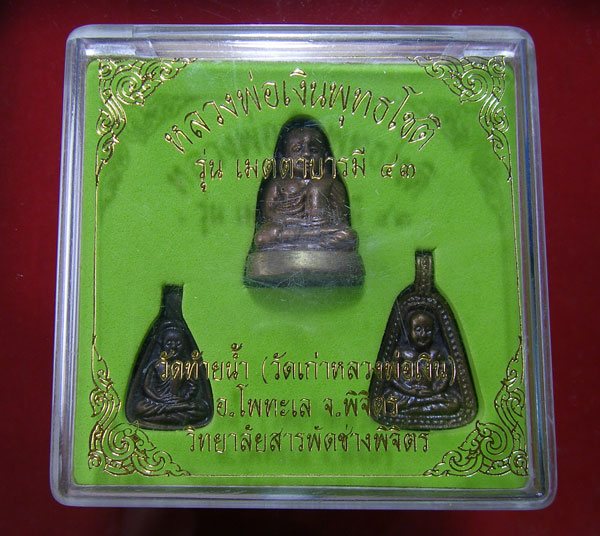 หลวงพ่อเงินพุทธโชติ
รุ่น เมตตาบารมี ๔๓
วัดท้ายน้ำ (วัดเก่าหลวงพ่อเงิน)
อ.โพทะเล จ.พิจิตร
วิทยาลัยสารพัดช่างพิจิตร